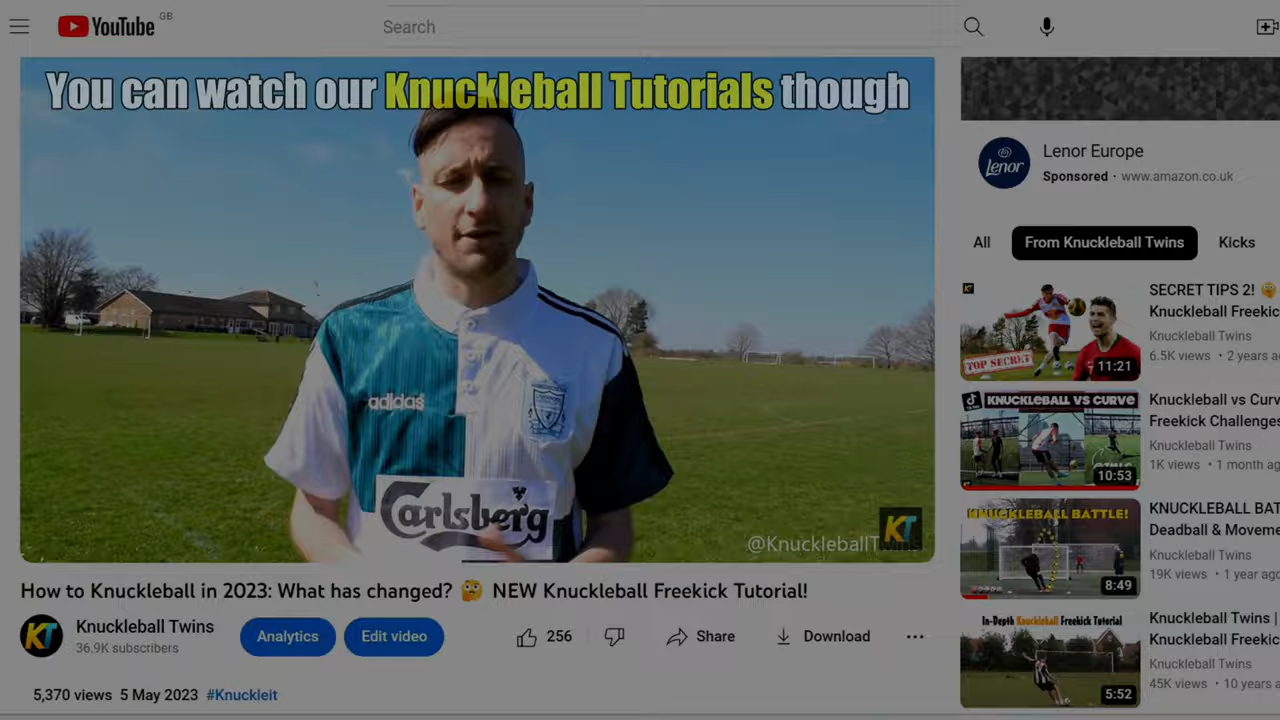 YouTube GB
Search
You can watch our Knuckleball Tutorials though
adidas
Carlsberg
KT
@KnuckleballTwins
How to Knuckleball in 2023: What has changed? 🤔 NEW Knuckleball Freekick Tutorial!
KT
Knuckleball Twins
36.9K subscribers
Analytics
Edit video
256
Share
Download
5,370 views 5 May 2023 #Knuckleit
Lenor
Lenor Europe
Sponsored · www.amazon.co.uk
All
From Knuckleball Twins
Kicks
TOP SECRET
11:21
SECRET TIPS 2!
Knuckleball Freekic
Knuckleball Twins
6.5K views • 2 years a
KNUCKLEBALL VS CURVE
10:53
Knuckleball vs Curv
Freekick Challenges
Knuckleball Twins
1K views • 1 month ag
KNUCKLEBALL BATTLE!
8:49
KNUCKLEBALL BAT
Deadball & Moveme
Knuckleball Twins
19K views • 1 year ago
In-Depth Knuckleball Freekick Tutorial
5:52
Knuckleball Twins |
Knuckleball Freekic
Knuckleball Twins
45K views • 10 years a